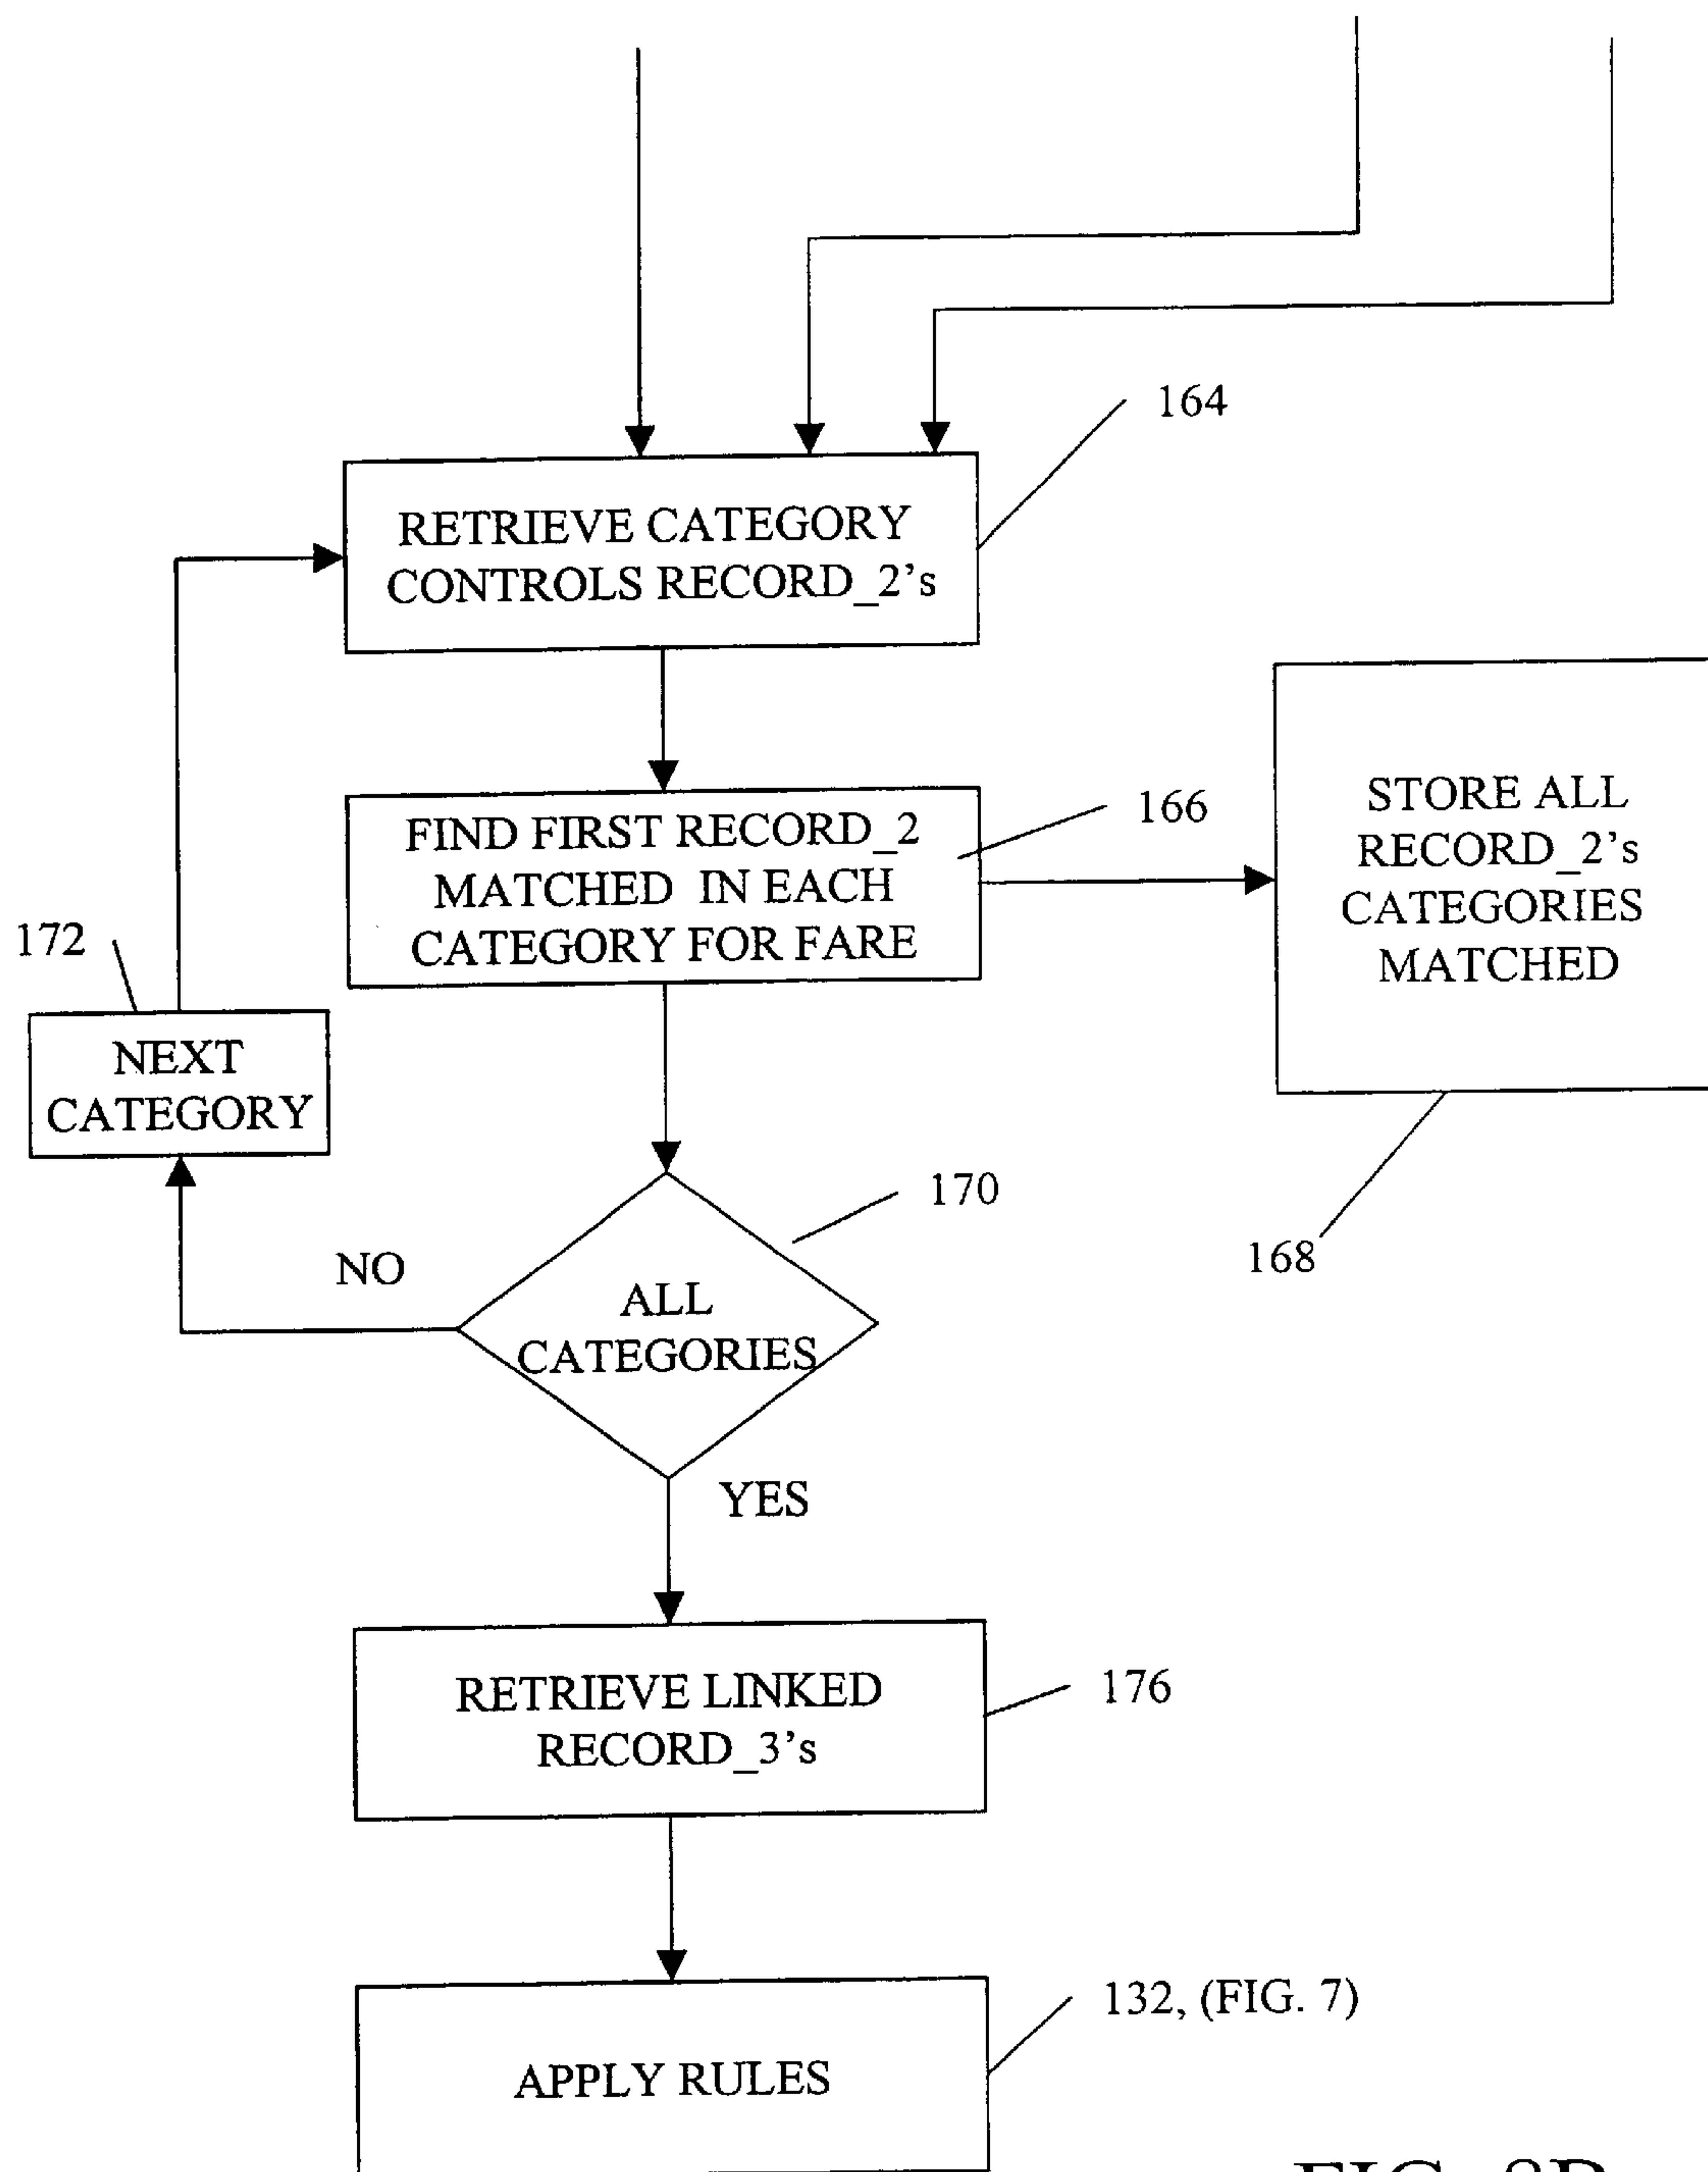 164
RETRIEVE CATEGORY
CONTROLS RECORD_2's
FIND FIRST RECORD_2
MATCHED IN EACH
CATEGORY FOR FARE
166
STORE ALL
RECORD_2's
CATEGORIES
MATCHED
172
NEXT
CATEGORY
170
168
NO
ALL
CATEGORIES
YES
RETRIEVE LINKED
RECORD_3's
176
132, (FIG. 7)
APPLY RULES